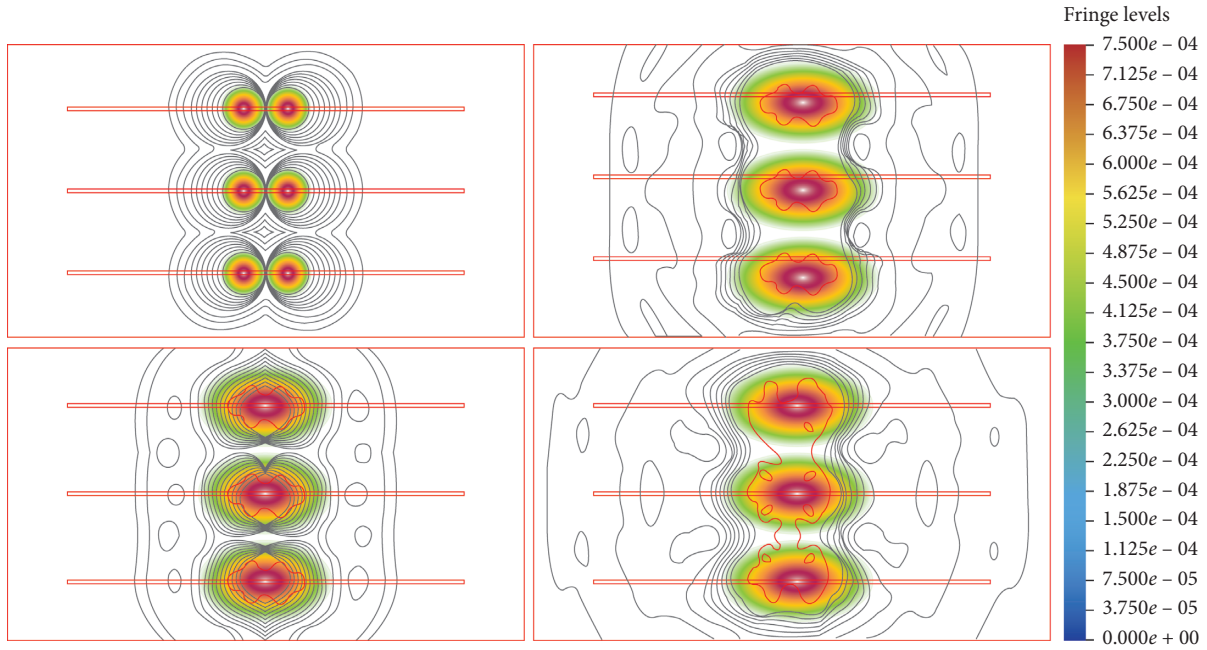 Fringe levels
7.500e – 04
7.125e – 04
6.750e – 04
6.375e – 04
6.000e – 04
5.625e – 04
5.250e – 04
4.875e – 04
4.500e – 04
4.125e – 04
3.750e – 04
3.375e – 04
3.000e – 04
2.625e – 04
2.250e – 04
1.875e – 04
1.500e – 04
1.125e – 04
7.500e – 05
3.750e – 05
0.000e + 00